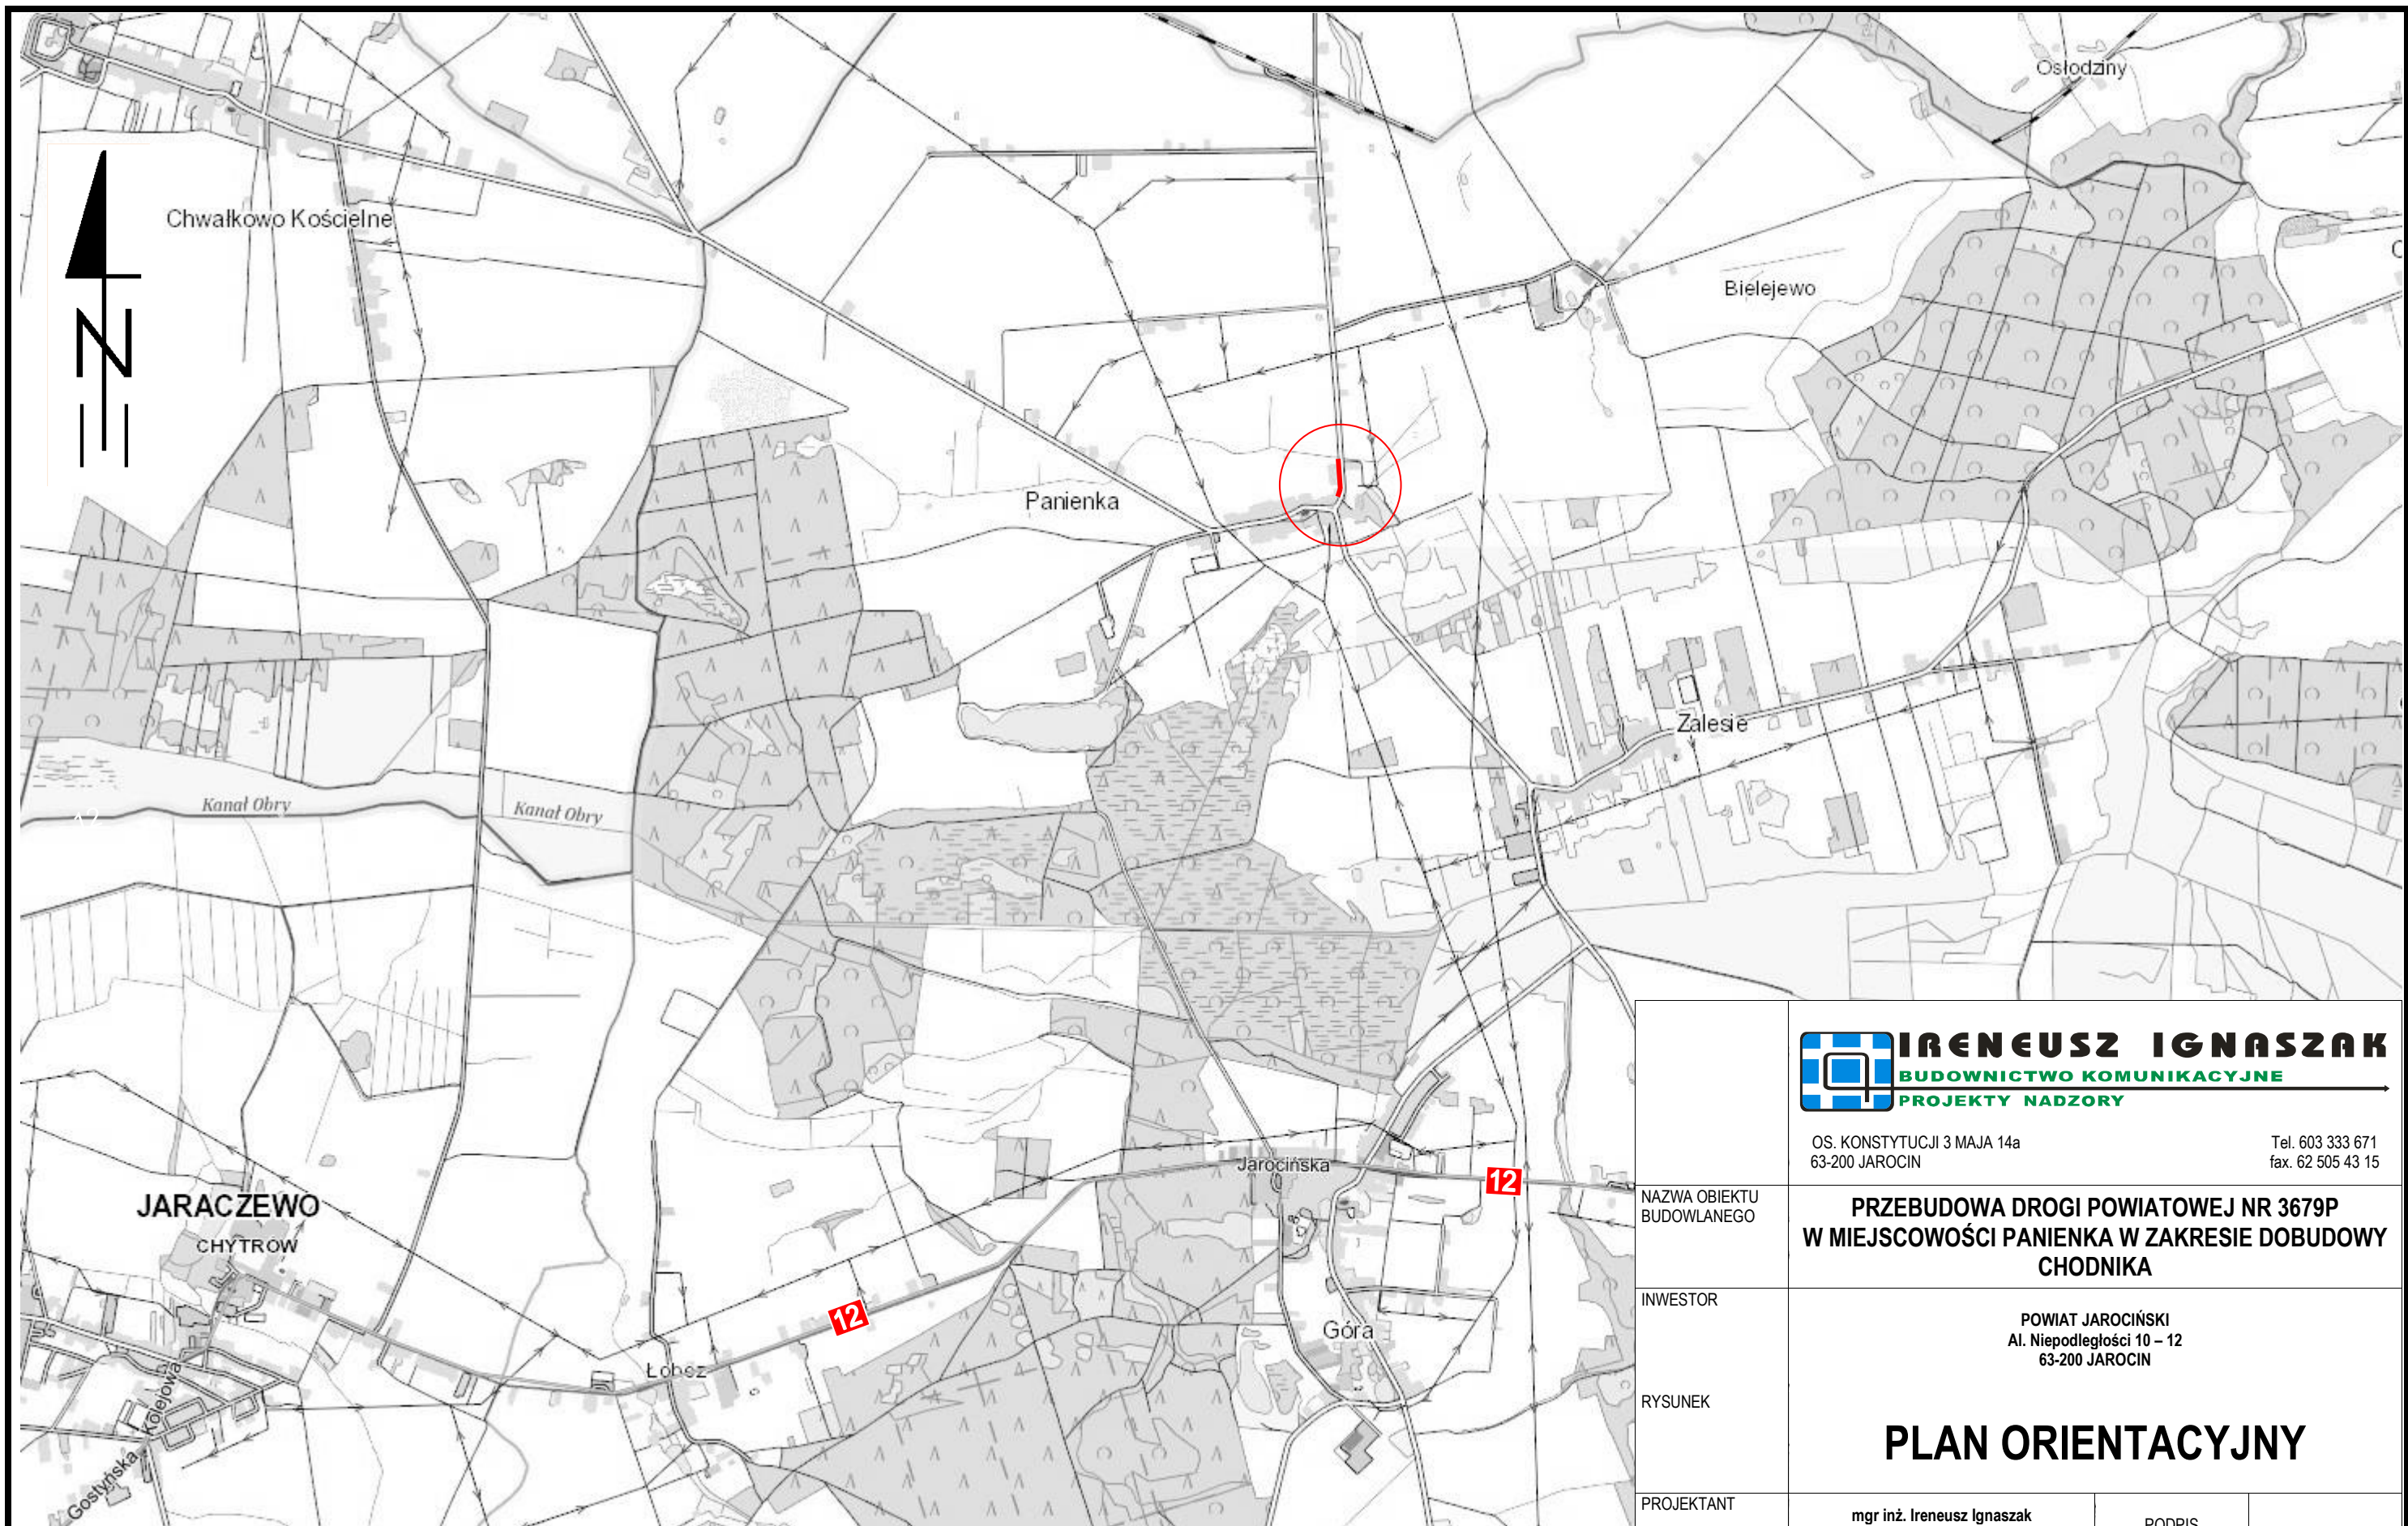 Osłodziny
Chwałkowo Kościelne
N
Bielejewo
Panienka
Zalesie
Kanał Obry
Kanał Obry
Jarocińska
12
JARACZEWO
CHYTRÓW
12
Góra
Łobez
Kolejowa
Gostyńska
IRENEUSZ IGNASZAK
BUDOWNICTWO KOMUNIKACYJNE
PROJEKTY NADZORY
OS. KONSTYTUCJI 3 MAJA 14a
63-200 JAROCIN
Tel. 603 333 671
fax. 62 505 43 15
NAZWA OBIEKTU
BUDOWLANEGO
PRZEBUDOWA DROGI POWIATOWEJ NR 3679P
W MIEJSCOWOŚCI PANIENKA W ZAKRESIE DOBUDOWY
CHODNIKA
INWESTOR
POWIAT JAROCIŃSKI
Al. Niepodległości 10 – 12
63-200 JAROCIN
RYSUNEK
PLAN ORIENTACYJNY
PROJEKTANT
mgr inż. Ireneusz Ignaszak
PODPIS